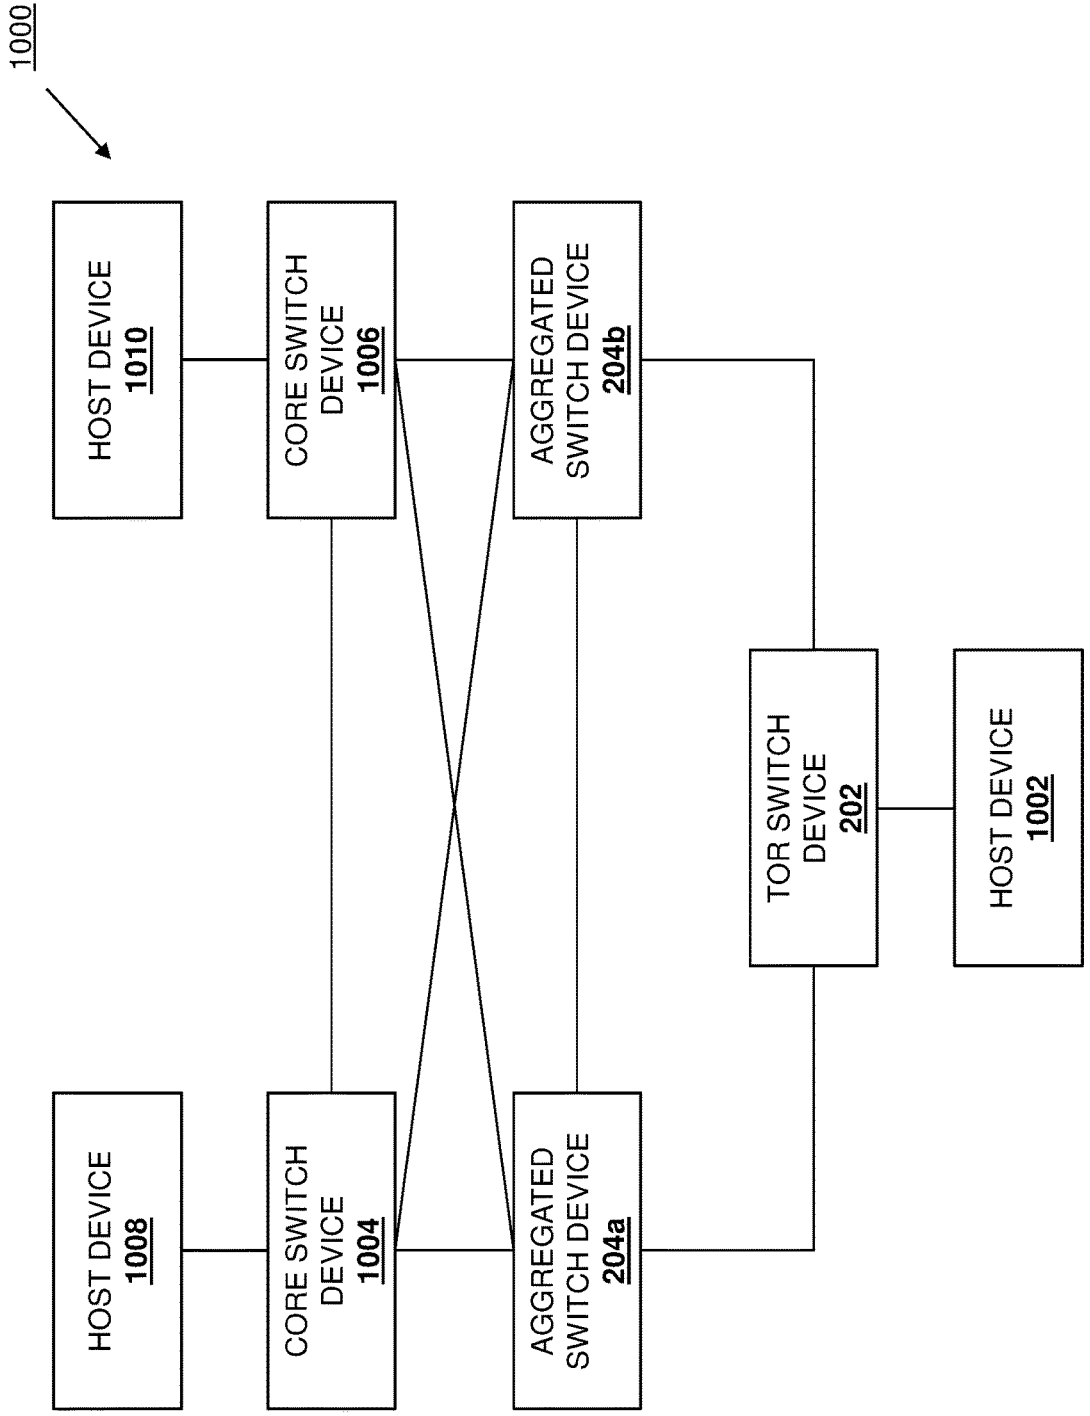 1000
HOST DEVICE
1008
HOST DEVICE
1010
CORE SWITCH
DEVICE
1004
CORE SWITCH
DEVICE
1006
AGGREGATED
SWITCH DEVICE
204a
AGGREGATED
SWITCH DEVICE
204b
TOR SWITCH
DEVICE
202
HOST DEVICE
1002